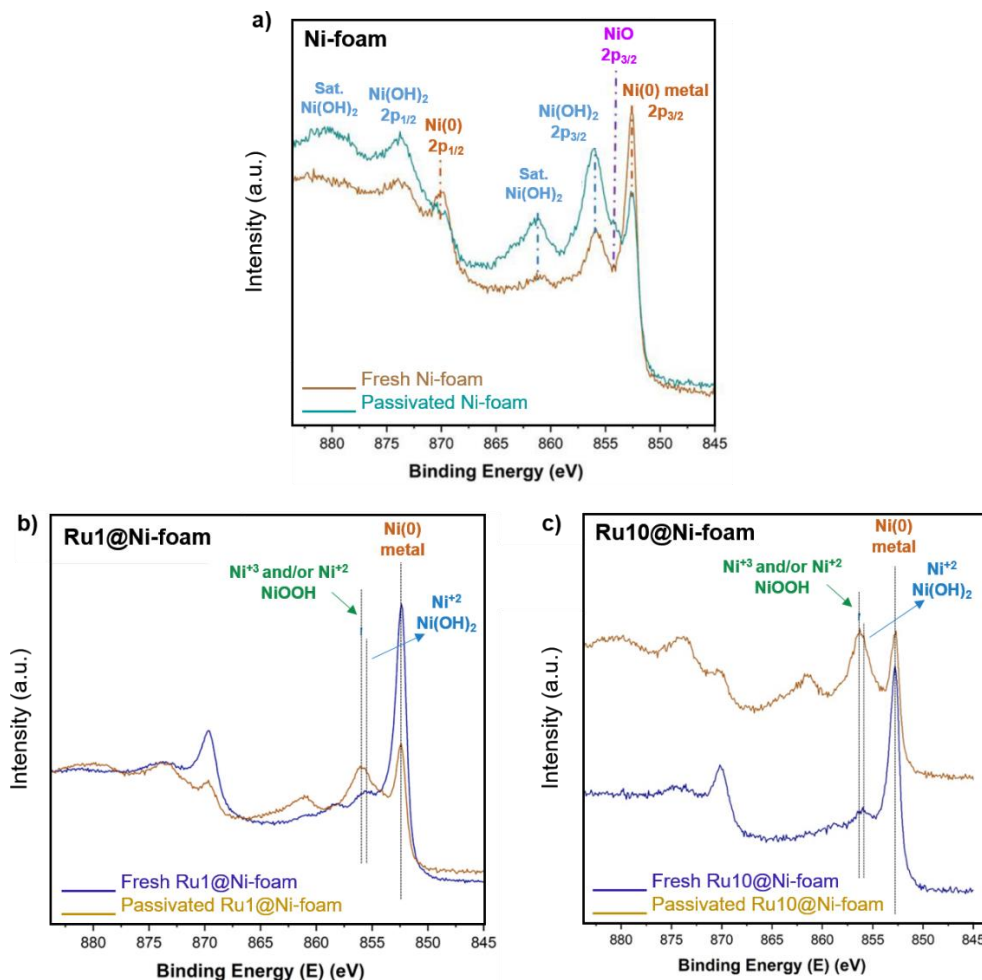 a)
Ni-foam
NiO
2p3/2
Ni(0) metal
2p3/2
Sat.
Ni(OH)2
Ni(OH)2
2p1/2
Ni(0)
2p1/2
Ni(OH)2
2p3/2
Sat.
Ni(OH)2
Intensity (a.u.)
Fresh Ni-foam
Passivated Ni-foam
880 875 870 865 860 855 850 845
Binding Energy (eV)
b)
Ru1@Ni-foam
Ni(0)
metal
Ni+3 and/or Ni+2
NiOOH
Ni+2
Ni(OH)2
Intensity (a.u.)
Fresh Ru1@Ni-foam
Passivated Ru1@Ni-foam
880 875 870 865 860 855 850 845
Binding Energy (E) (eV)
c)
Ru10@Ni-foam
Ni(0)
metal
Ni+3 and/or Ni+2
NiOOH
Ni+2
Ni(OH)2
Intensity (a.u.)
Fresh Ru10@Ni-foam
Passivated Ru10@Ni-foam
880 875 870 865 860 855 850 845
Binding Energy (E) (eV)